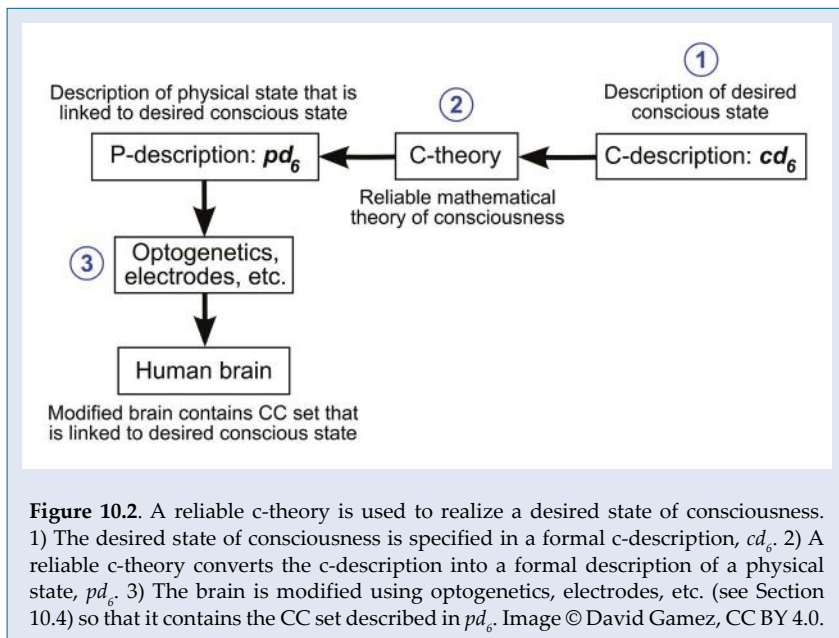 1
Description of desired
conscious state
C-description: cd6
2
C-theory
Reliable mathematical
theory of consciousness
Description of physical state that is
linked to desired conscious state
P-description: pd6
3
Optogenetics,
electrodes, etc.
Human brain
Modified brain contains CC set that
is linked to desired conscious state
Figure 10.2. A reliable c-theory is used to realize a desired state of consciousness.
1) The desired state of consciousness is specified in a formal c-description, cd6. 2) A
reliable c-theory converts the c-description into a formal description of a physical
state, pd6. 3) The brain is modified using optogenetics, electrodes, etc. (see Section
10.4) so that it contains the CC set described in pd6. Image © David Gamez, CC BY 4.0.